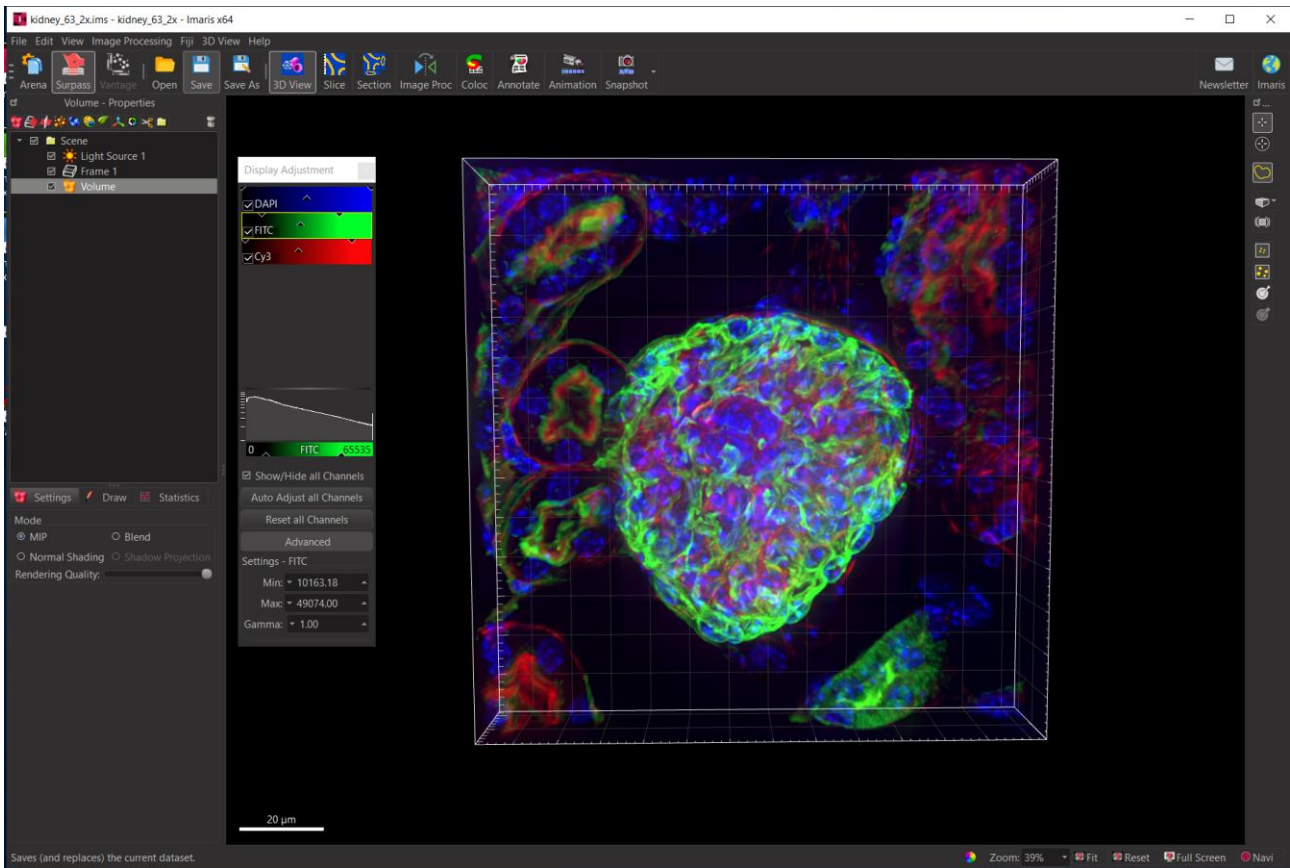 kidney_63_2x.ims - kidney_63_2x - Imaris x64
File Edit View Image Processing Fiji 3D View Help
Arena Surpass Vantage Open Save Save As 3D View Slice Section Image Proc Coloc Annotate Animation Snapshot Newsletter Imaris
Volume - Properties
Scene
Light Source 1
Frame 1
Volume
Display Adjustment
DAPI
FITC
Cy3
0 FITC 65535
Show/Hide all Channels
Auto Adjust all Channels
Reset all Channels
Advanced
Settings - FITC
Min: 10163.18
Max: 49074.00
Gamma: 1.00
Settings Draw Statistics
Mode
MIP Blend
Normal Shading Shadow Projection
Rendering Quality:
20 µm
Saves (and replaces) the current dataset.
Zoom: 39% Fit Reset Full Screen Navi